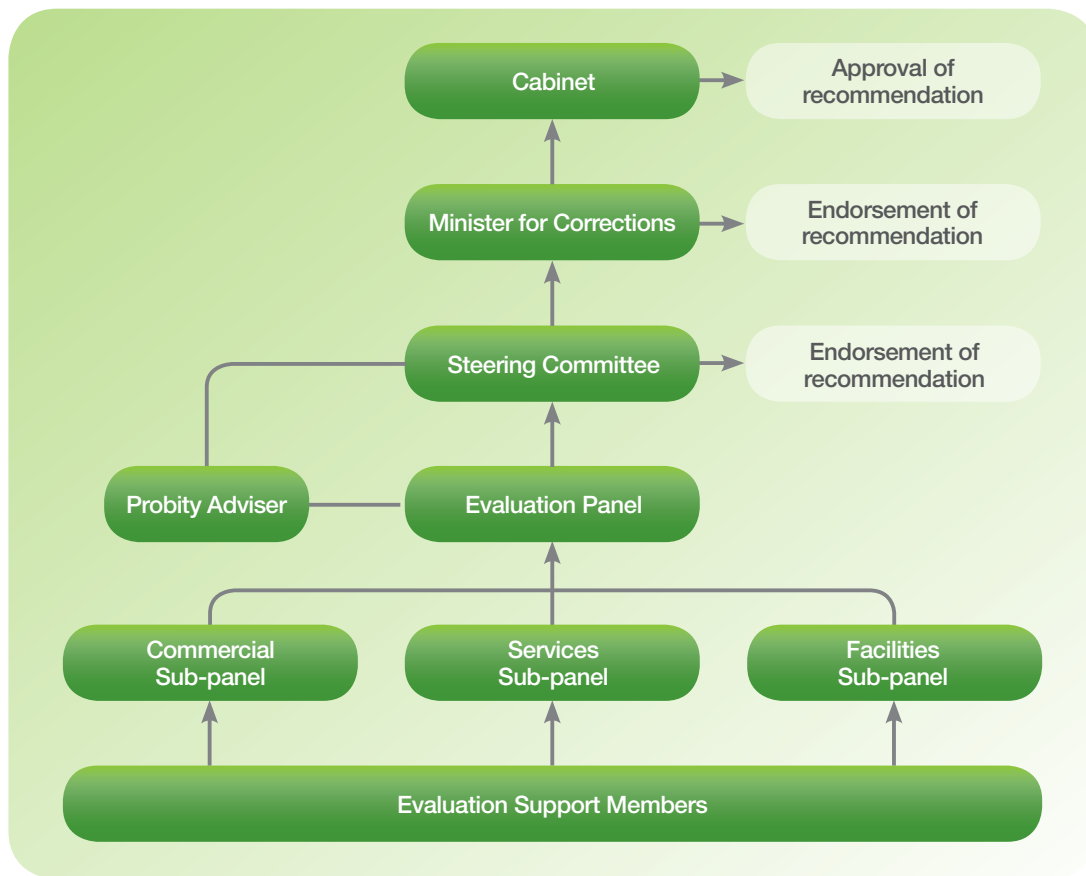 Cabinet
Approval of
recommendation
Minister for Corrections
Endorsement of
recommendation
Steering Committee
Endorsement of
recommendation
Probity Adviser
Evaluation Panel
Commercial
Sub-panel
Services
Sub-panel
Facilities
Sub-panel
Evaluation Support Members